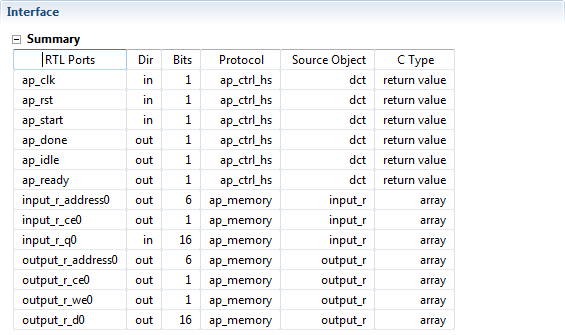 Interface
Summary
RTL Ports Dir Bits Protocol Source Object C Type
ap_clk in 1 ap_ctrl_hs dct return value
ap_rst in 1 ap_ctrl_hs dct return value
ap_start in 1 ap_ctrl_hs dct return value
ap_done out 1 ap_ctrl_hs dct return value
ap_idle out 1 ap_ctrl_hs dct return value
ap_ready out 1 ap_ctrl_hs dct return value
input_r_address0 out 6 ap_memory input_r array
input_r_ce0 out 1 ap_memory input_r array
input_r_q0 in 16 ap_memory input_r array
output_r_address0 out 6 ap_memory output_r array
output_r_ce0 out 1 ap_memory output_r array
output_r_we0 out 1 ap_memory output_r array
output_r_d0 out 16 ap_memory output_r array